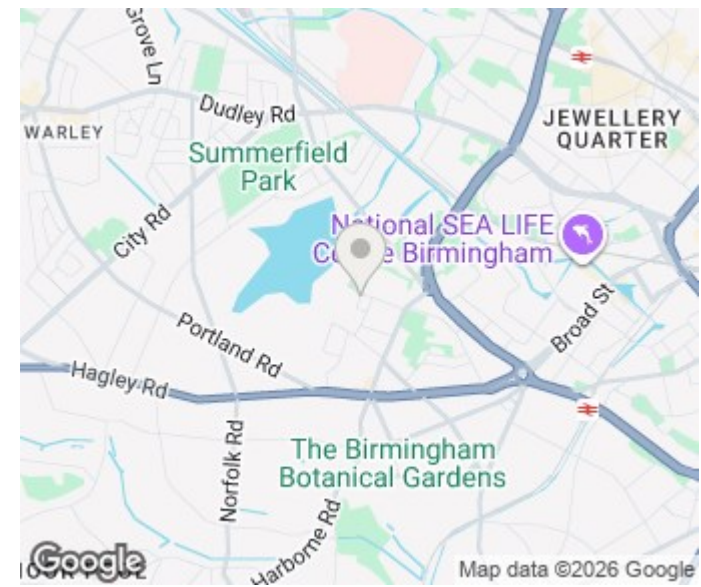 Grove Ln
Dudley Rd
JEWELLERY
QUARTER
WARLEY
Summerfield
Park
City Rd
National SEA LIFE
Birmingham
Broad St
Portland Rd
Hagley Rd
Norfolk Rd
The Birmingham
Botanical Gardens
Harborne Rd
Google
Map data ©2026 Google